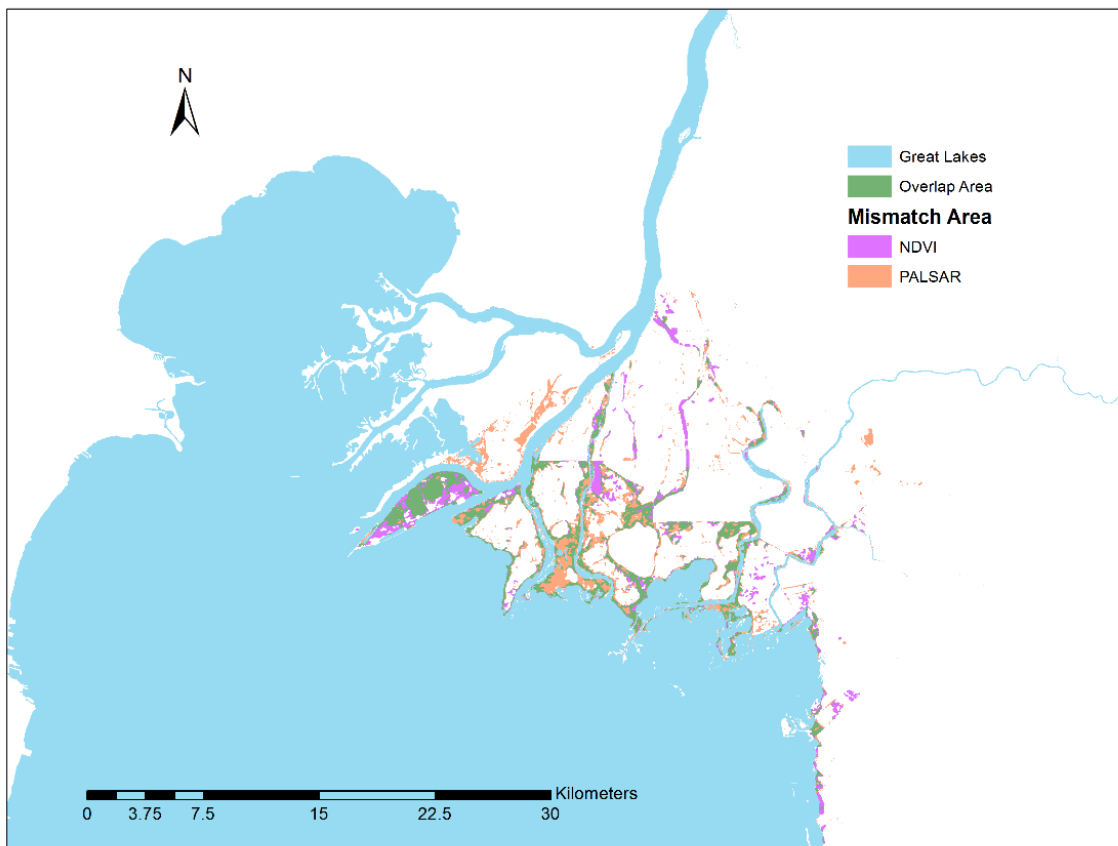 N
Great Lakes
Overlap Area
Mismatch Area
NDVI
PALSAR
Kilometers
0 3.75 7.5 15 22.5 30